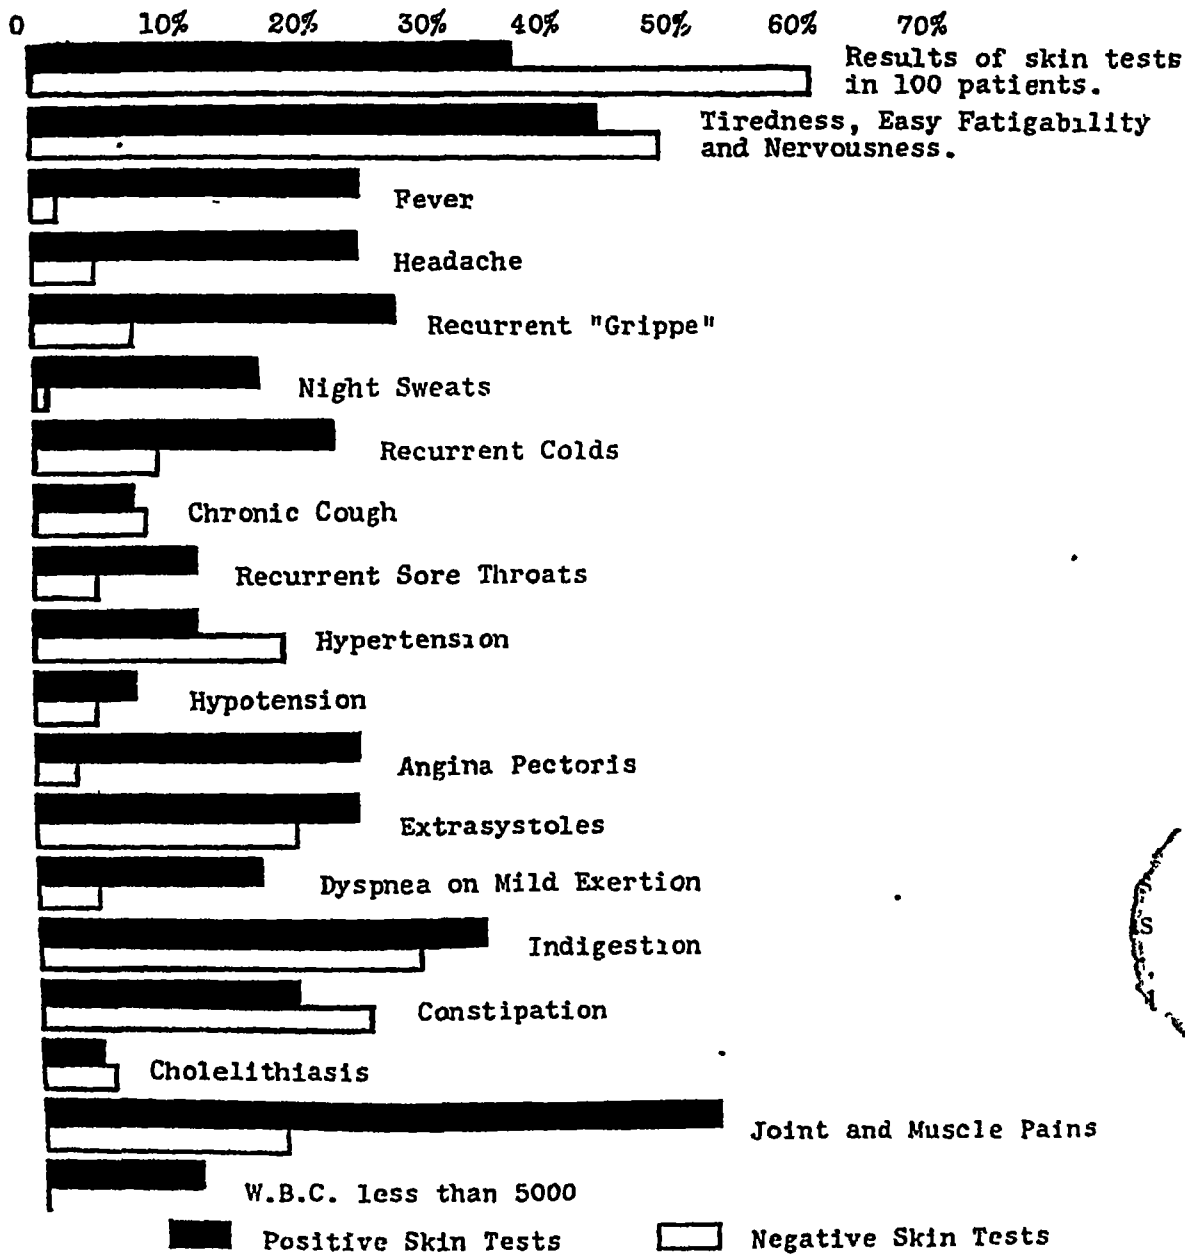 0 10% 20% 30% 40% 50% 60% 70%
Results of skin tests
in 100 patients.
Tiredness, Easy Fatigability
and Nervousness.
Fever
Headache
Recurrent "Grippe"
Night Sweats
Recurrent Colds
Chronic Cough
Recurrent Sore Throats
Hypertension
Hypotension
Angina Pectoris
Extrasystoles
Dyspnea on Mild Exertion
Indigestion
Constipation
Cholelithiasis
Joint and Muscle Pains
W.B.C. less than 5000
Positive Skin Tests Negative Skin Tests